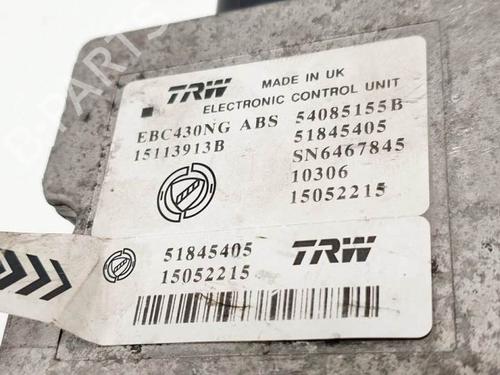 TRW MADE IN UK
ELECTRONIC CONTROL UNIT
EBC430NG ABS 54085155B
15113913B 51845405
SN6467845
10306
15052215
51845405 TRW
15052215